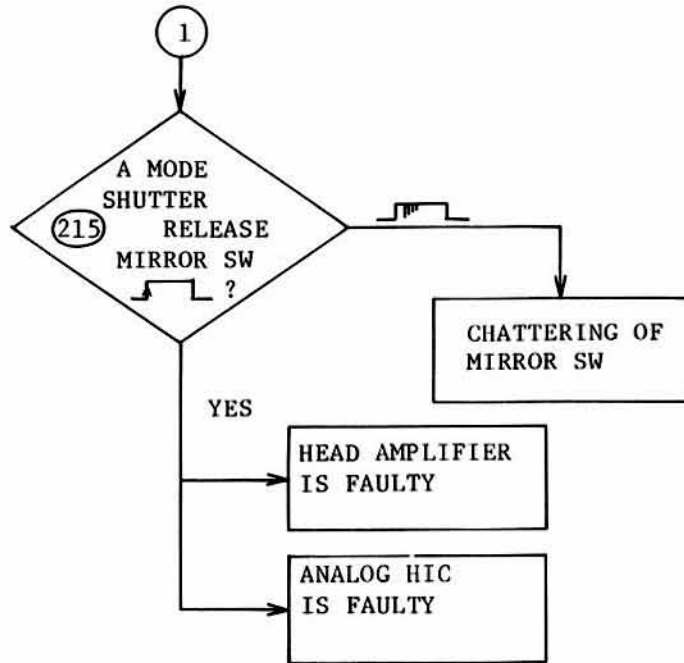 1
A MODE
SHUTTER
215 RELEASE
MIRROR SW
?
CHATTERING OF
MIRROR SW
YES
HEAD AMPLIFIER
IS FAULTY
ANALOG HIC
IS FAULTY